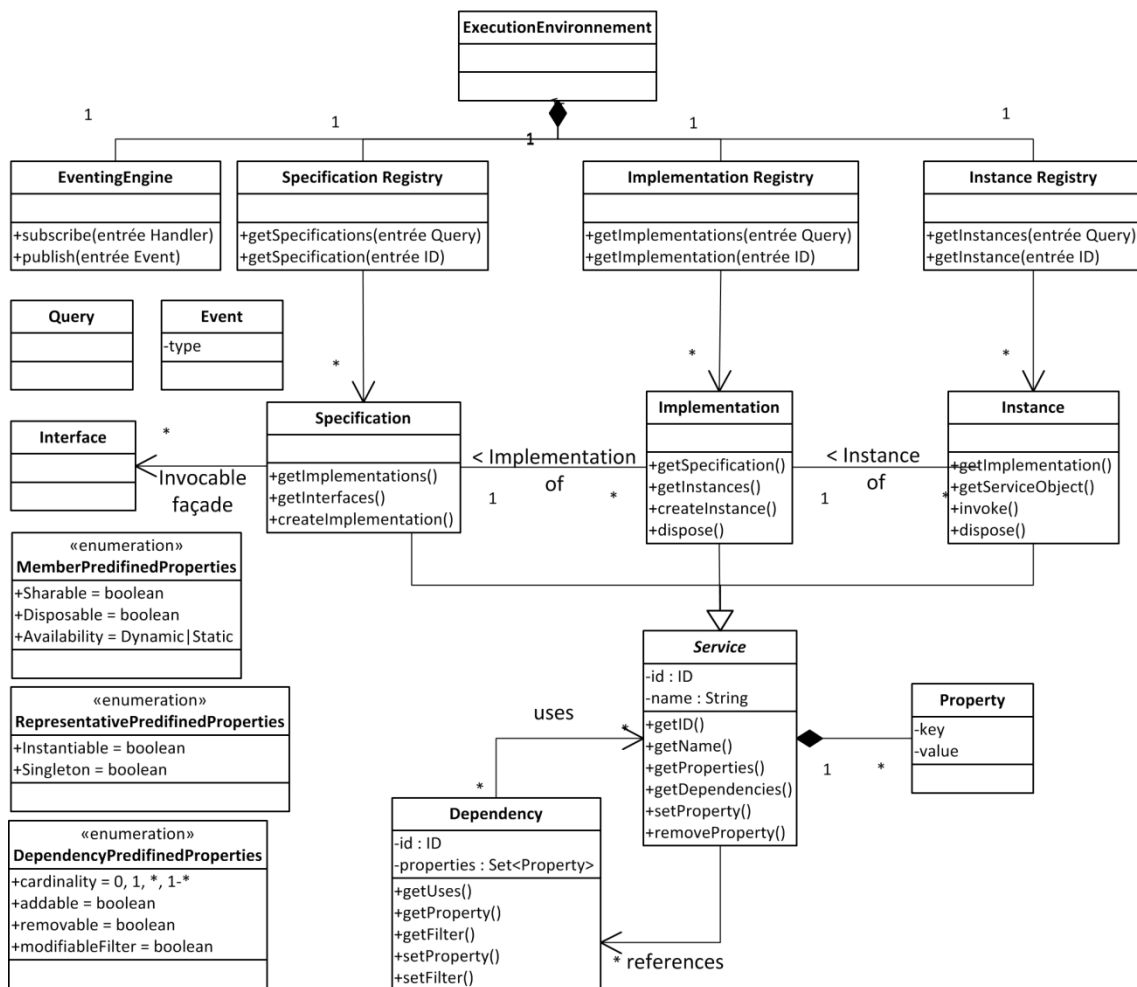 ExecutionEnvironnement
1
1
1
1
1
EventingEngine
+subscribe(entrée Handler)
+publish(entrée Event)
Specification Registry
+getSpecifications(entrée Query)
+getSpecification(entrée ID)
Implementation Registry
+getImplementations(entrée Query)
+getImplementation(entrée ID)
Instance Registry
+getInstances(entrée Query)
+getInstance(entrée ID)
Query
Event
-type
*
*
*
Interface
*
Invocable
façade
Specification
+getImplementations()
+getInterfaces()
+createImplementation()
< Implementation
of
1
*
Implementation
+getSpecification()
+getInstances()
+createInstance()
+dispose()
< Instance
of
1
*
Instance
+getImplementation()
+getServiceObject()
+invoke()
+dispose()
«enumeration»
MemberPredifinedProperties
+Sharable = boolean
+Disposable = boolean
+Availability = Dynamic|Static
«enumeration»
RepresentativePredifinedProperties
+Instantiable = boolean
+Singleton = boolean
«enumeration»
DependencyPredifinedProperties
+cardinality = 0, 1, *, 1-*
+addable = boolean
+removable = boolean
+modifiableFilter = boolean
Service
-id : ID
-name : String
+getID()
+getName()
+getProperties()
+getDependencies()
+setProperty()
+removeProperty()
1
*
Property
-key
-value
uses
*
*
Dependency
-id : ID
-properties : Set<Property>
+getUses()
+getProperty()
+getFilter()
+setProperty()
+setFilter()
* references